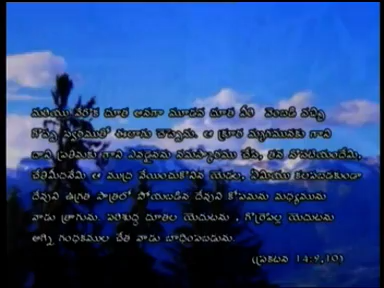 మరియు వేరొక దూత అనగా మూడవ దూత వీరి వెంబడి వచ్చి
గొప్ప స్వరముతో ఈలాగు చెప్పెను. ఆ క్రూర మృగమునకు గాని
దాని ప్రతిమకు గాని ఎవడైనను నమస్కారము చేసి, తన నొసటియందేమి,
చేతిమీదనేమి ఆ ముద్ర వేయించుకొనిన యెడల, ఏమియు కలపబడకుండా
దేవుని ఉగ్రత పాత్రలో పోయబడిన దేవుని కోపమను మద్యమును
వాడు త్రాగును. పరిశుద్ధ దూతల యెదుటను , గొర్రెపిల్ల యెదుటను
అగ్ని గంధకముల చేత వాడు బాధింపబడును.
(ప్రకటన 14:9,10)